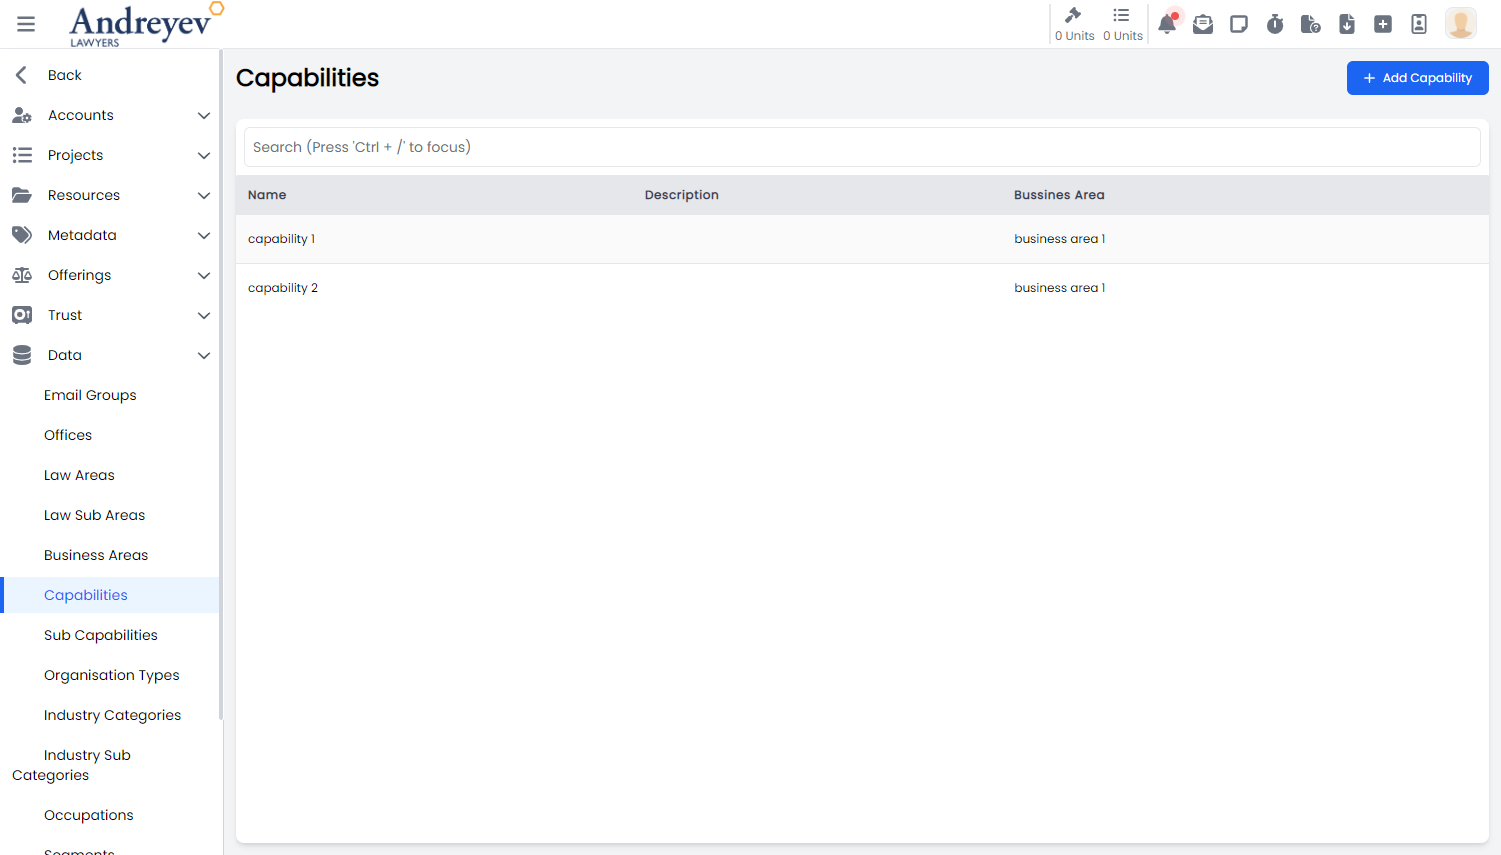 Andreyev
LAWYERS
0 Units
0 Units
Back
Accounts
Projects
Resources
Metadata
Offerings
Trust
Data
Email Groups
Offices
Law Areas
Law Sub Areas
Business Areas
Capabilities
Sub Capabilities
Organisation Types
Industry Categories
Industry Sub
Categories
Occupations
Segments
Capabilities
+ Add Capability
Search (Press 'Ctrl + /' to focus)
Name Description Bussines Area
capability 1 business area 1
capability 2 business area 1